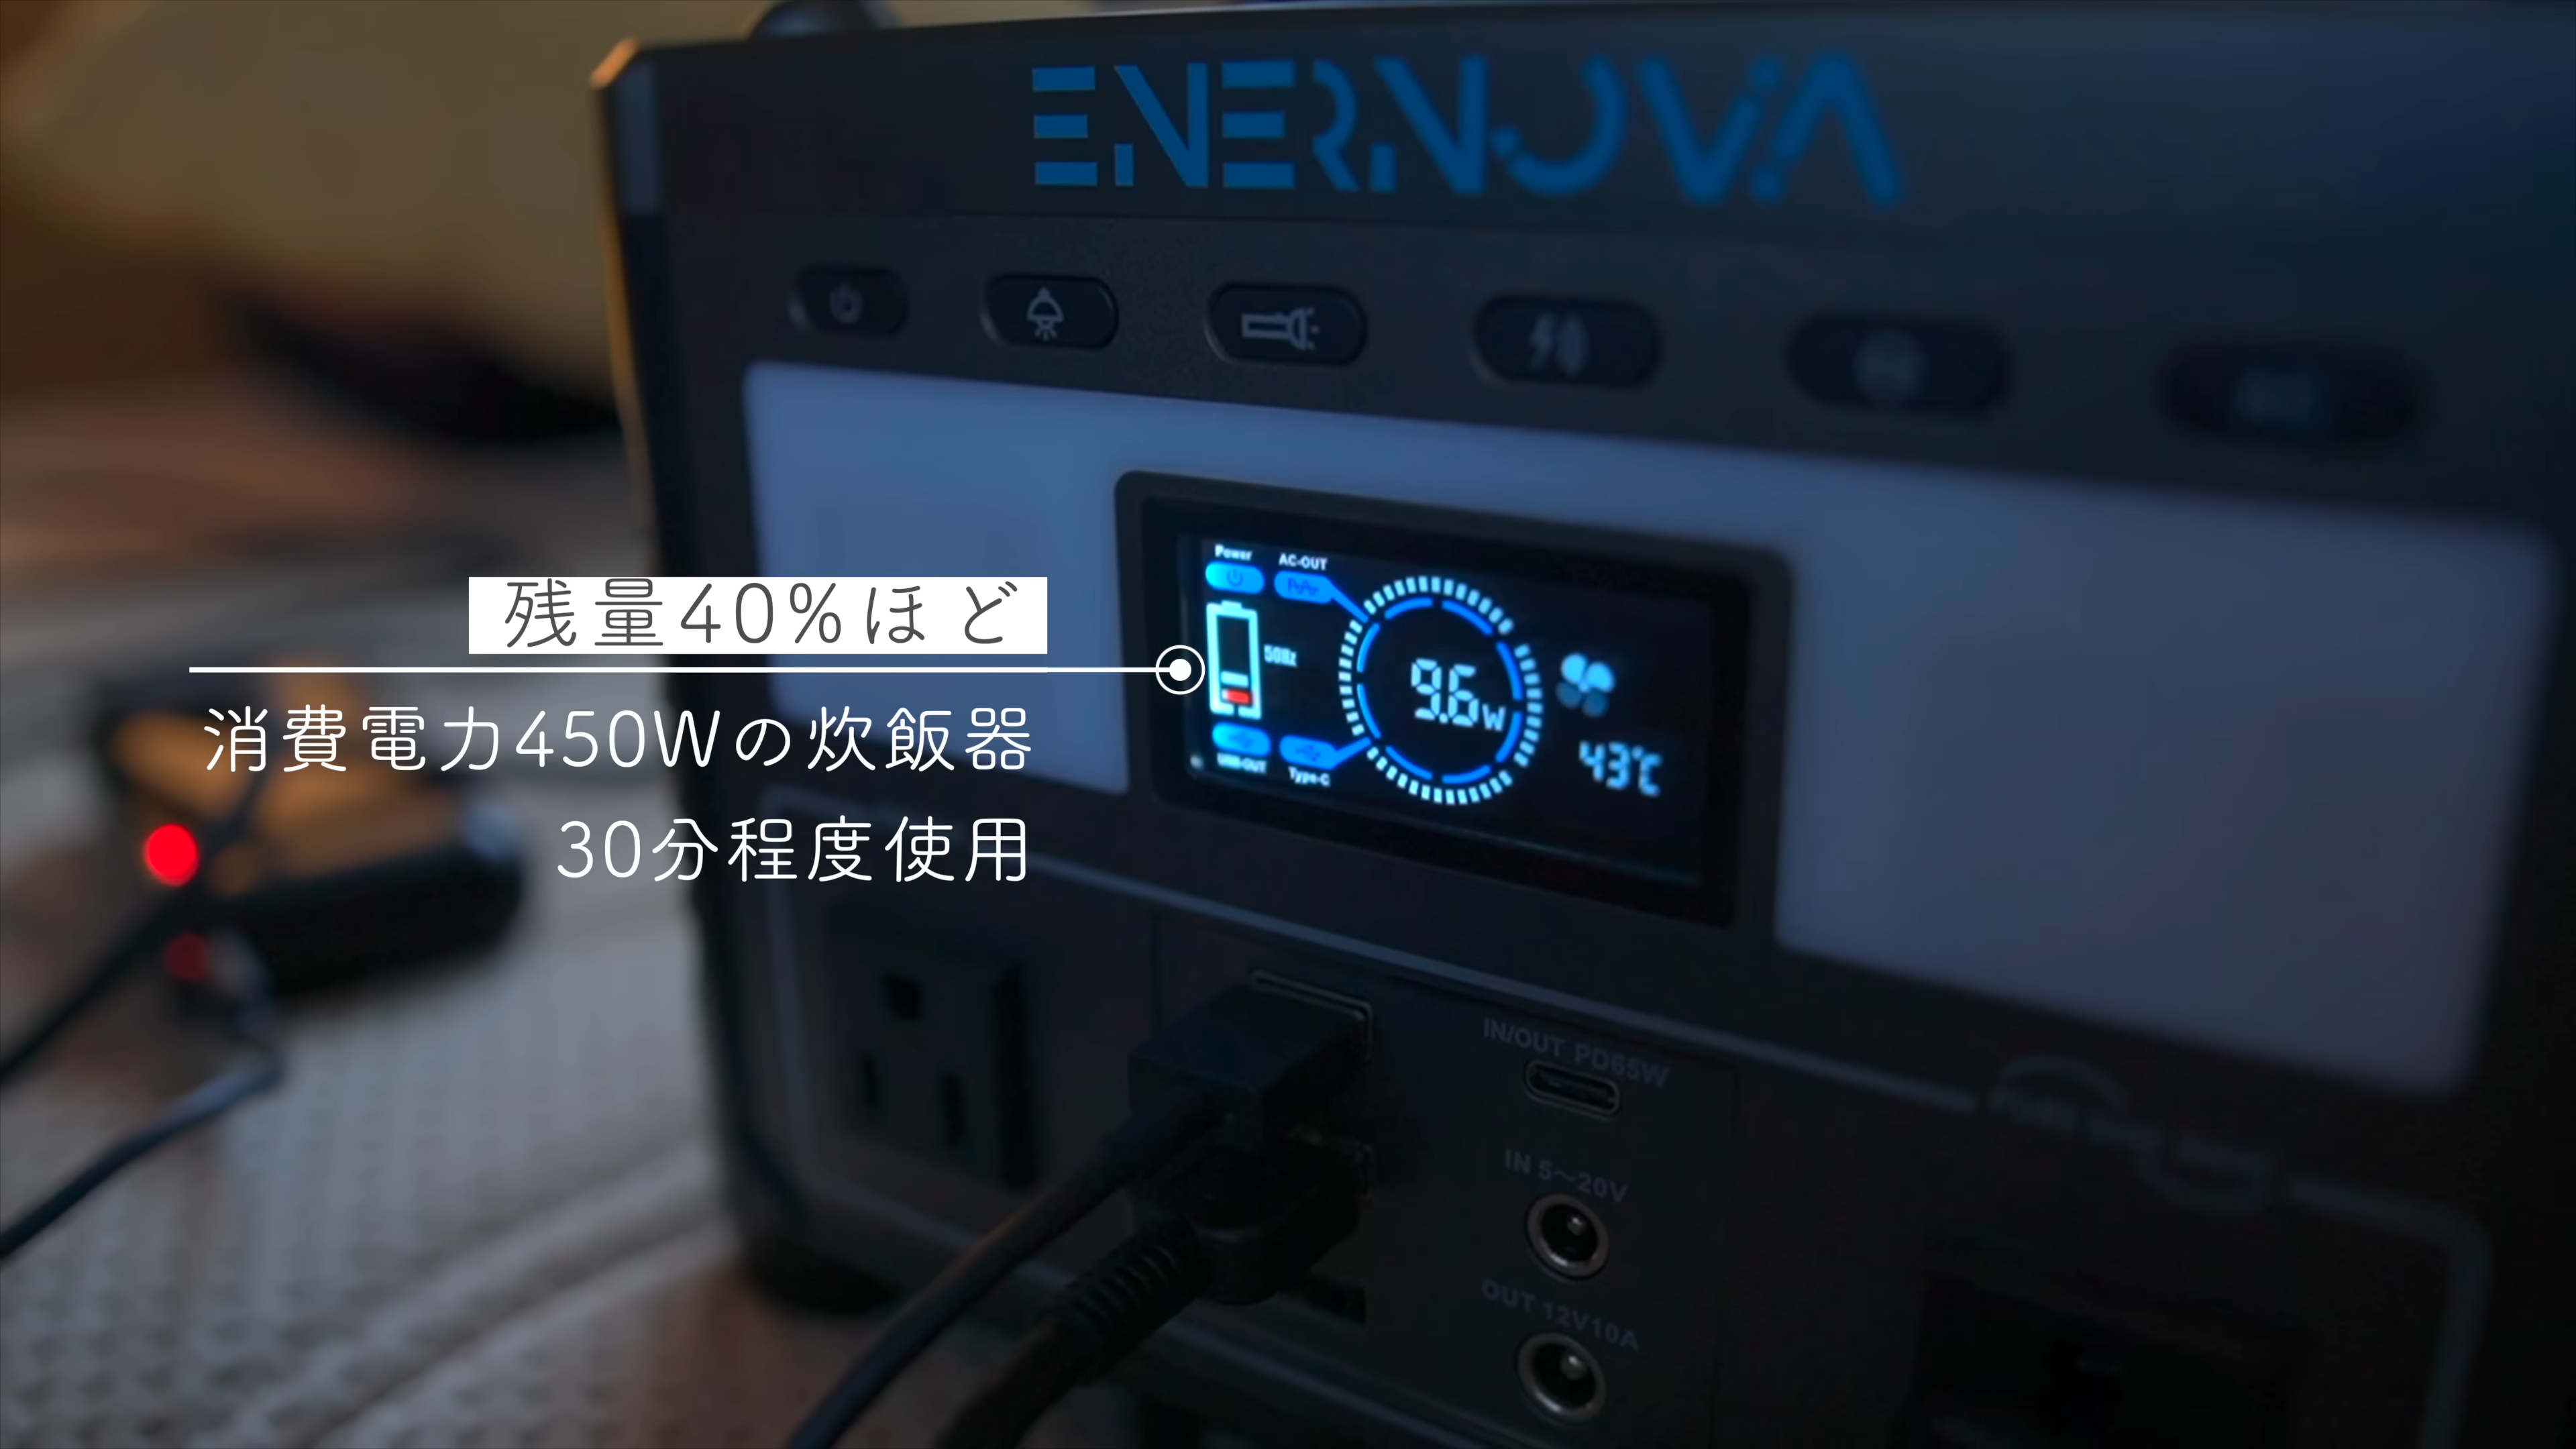 ENERNOVA
残量40%ほど
消費電力450Wの炊飯器
30分程度使用
Power
AC-OUT
50Hz
9.6W
43℃
USB-OUT
Type-C
IN/OUT PD65W
IN 5~20V
OUT 12V10A